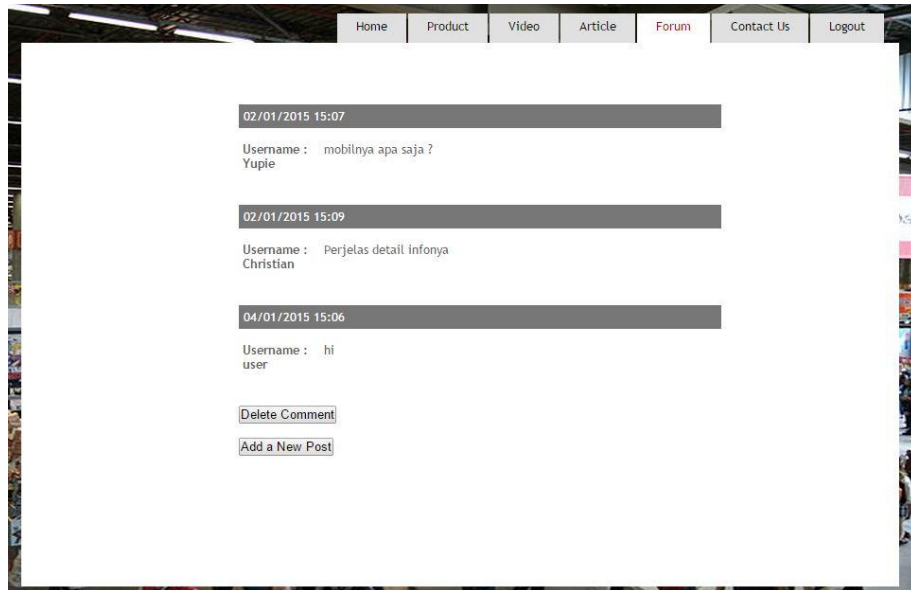 Home Product Video Article Forum Contact Us Logout
02/01/2015 15:07
Username : mobilnya apa saja ?
Yupie
02/01/2015 15:09
Username : Perjelas detail infonya
Christian
04/01/2015 15:06
Username : hi
user
Delete Comment
Add a New Post